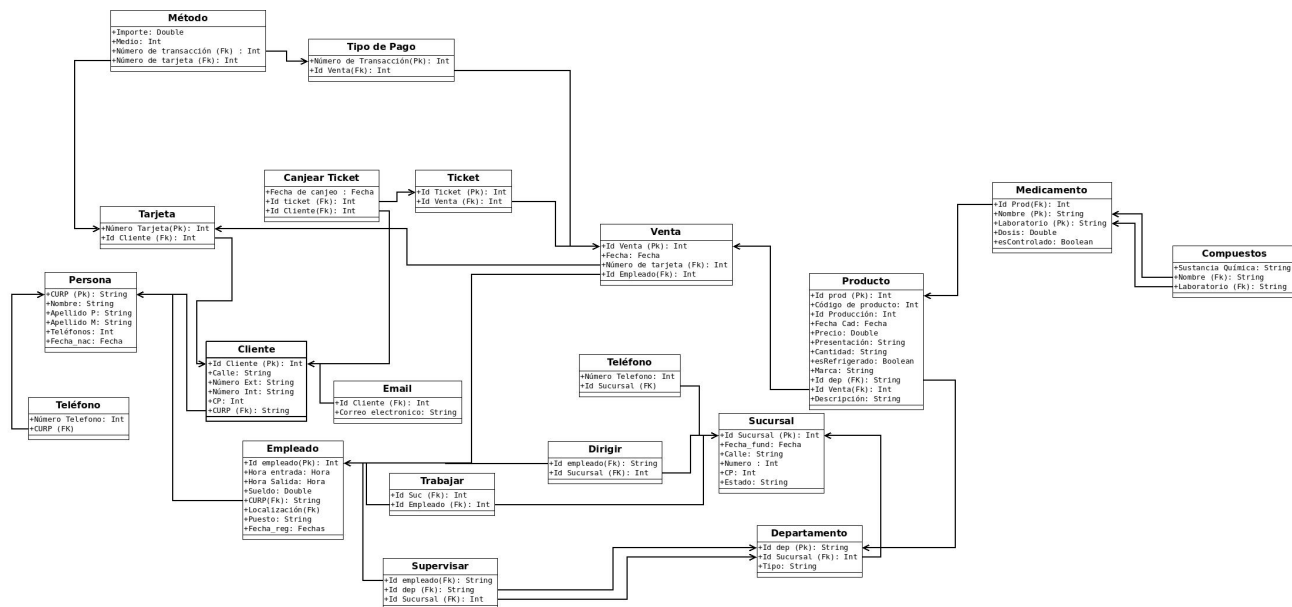 Método
+Importe: Double
+Medio: Int
+Número de transacción (Fk) : Int
+Número de tarjeta (Fk): Int
Tipo de Pago
+Número de Transacción(Pk): Int
+Id Venta(Fk): Int
Canjear Ticket
+Fecha de canjeo : Fecha
+Id ticket (Fk): Int
+Id Cliente(Fk): Int
Ticket
+Id Ticket (Pk): Int
+Id Venta (Fk): Int
Medicamento
+Id Prod(Fk): Int
+Nombre (Pk): String
+Laboratorio (Pk): String
+Dosis: Double
+esControlado: Boolean
Tarjeta
+Número Tarjeta(Pk): Int
+Id Cliente (Fk): Int
Venta
+Id Venta (Pk): Int
+Fecha: Fecha
+Número de tarjeta (Fk): Int
+Id Empleado(Fk): Int
Compuestos
+Sustancia Química: String
+Nombre (Fk): String
+Laboratorio (Fk): String
Persona
+CURP (Pk): String
+Nombre: String
+Apellido P: String
+Apellido M: String
+Teléfonos: Int
+Fecha_nac: Fecha
Producto
+Id prod (Pk): Int
+Código de producto: Int
+Id Producción: Int
+Fecha Cad: Fecha
+Precio: Double
+Presentación: String
+Cantidad: String
+esRefrigerado: Boolean
+Marca: String
+Id dep (FK): String
+Id Venta(Fk): Int
+Descripción: String
Cliente
+Id Cliente (Pk): Int
+Calle: String
+Número Ext: String
+Número Int: String
+CP: Int
+CURP (Fk): String
Teléfono
+Número Telefono: Int
+Id Sucursal (FK)
Email
+Id Cliente (Fk): Int
+Correo electronico: String
Teléfono
+Número Telefono: Int
+CURP (FK)
Sucursal
+Id Sucursal (Pk): Int
+Fecha_fund: Fecha
+Calle: String
+Numero : Int
+CP: Int
+Estado: String
Empleado
+Id empleado(Pk): Int
+Hora entrada: Hora
+Hora Salida: Hora
+Sueldo: Double
+CURP(Fk): String
+Localización(Fk)
+Puesto: String
+Fecha_reg: Fechas
Dirigir
+Id empleado(Fk): String
+Id Sucursal (FK): Int
Trabajar
+Id Suc (Fk): Int
+Id Empleado (Fk): Int
Departamento
+Id dep (Pk): String
+Id Sucursal (Fk): Int
+Tipo: String
Supervisar
+Id empleado(Fk): String
+Id dep (Fk): String
+Id Sucursal (FK): Int